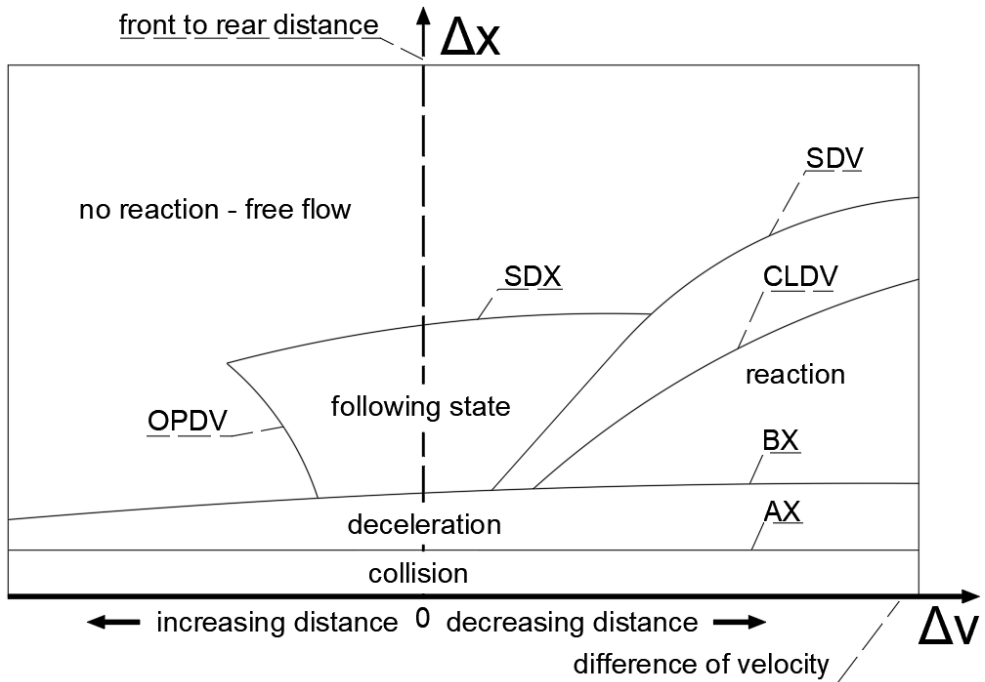 front to rear distance
Δx
SDV
no reaction - free flow
SDX
CLDV
reaction
following state
OPDV
BX
AX
deceleration
collision
increasing distance 0 decreasing distance
Δv
difference of velocity